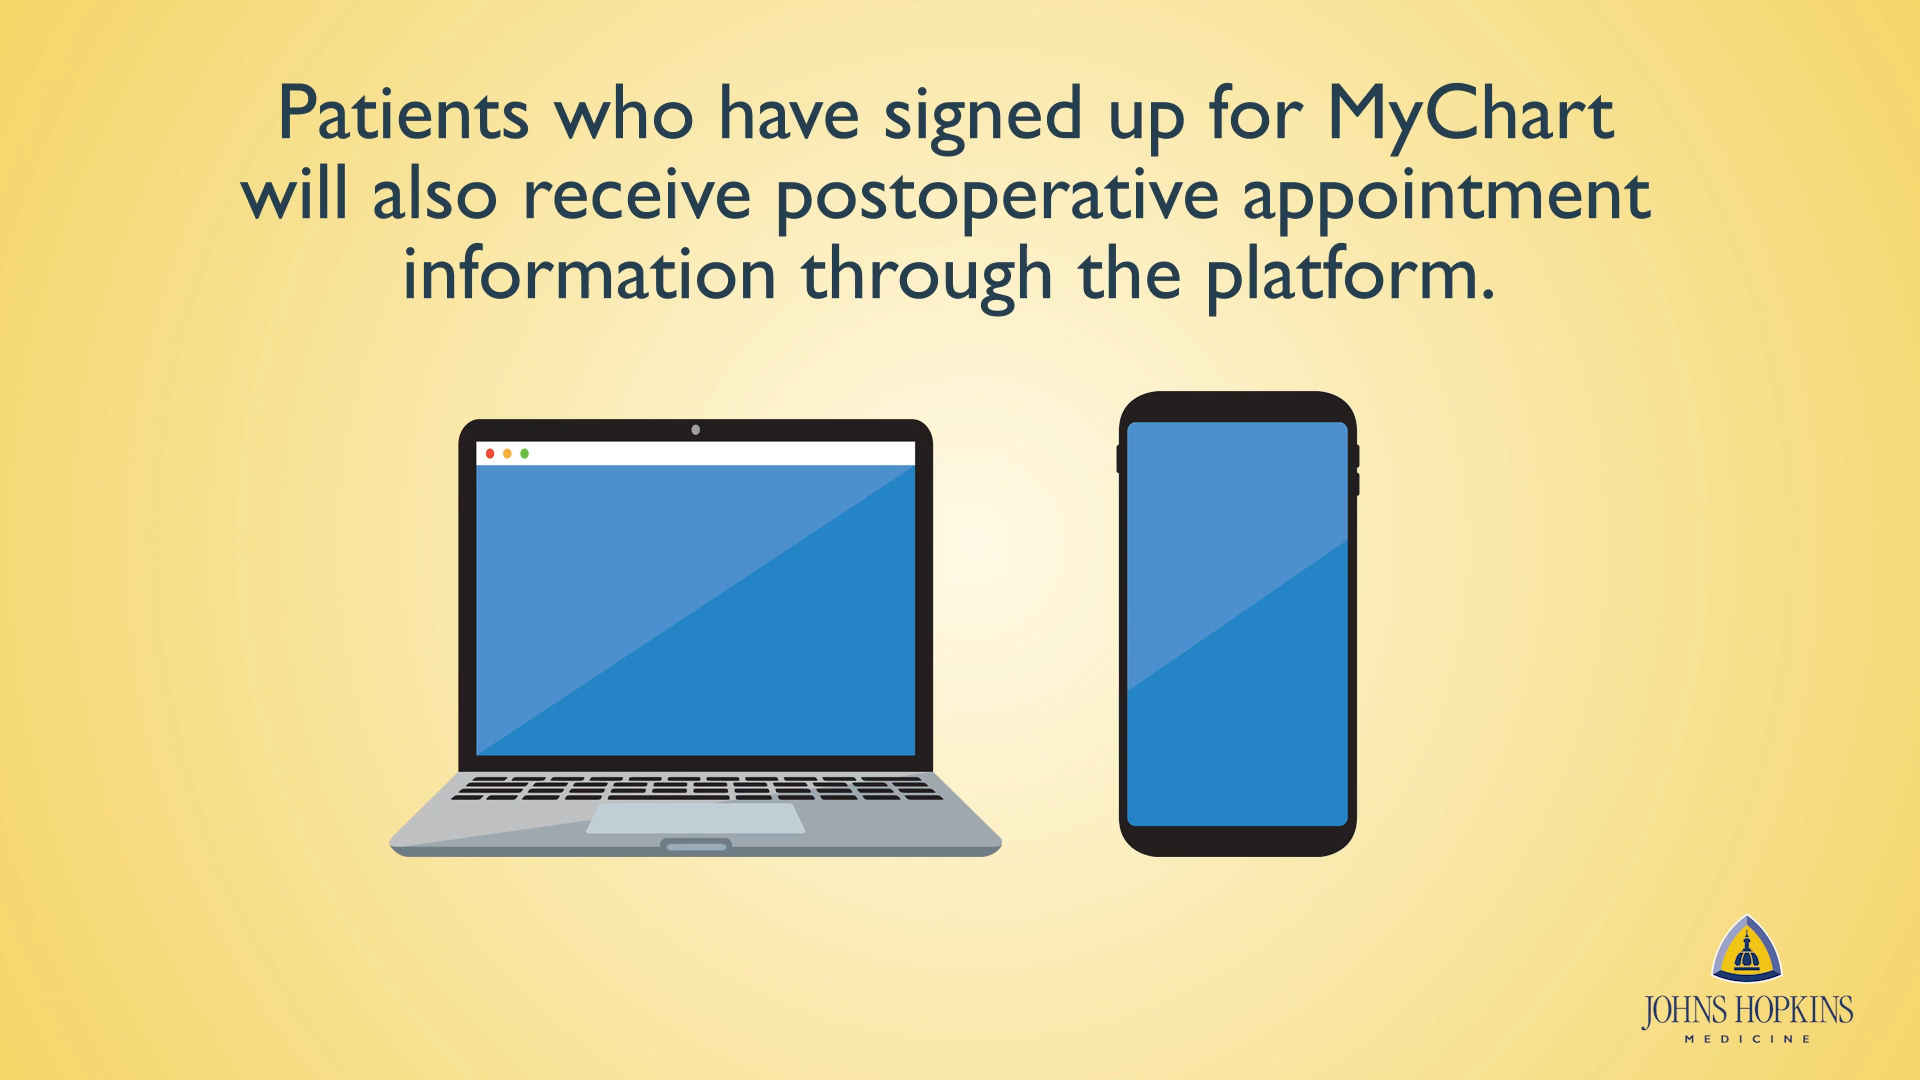 Patients who have signed up for MyChart
will also receive postoperative appointment
information through the platform.
JOHNS HOPKINS
MEDICINE